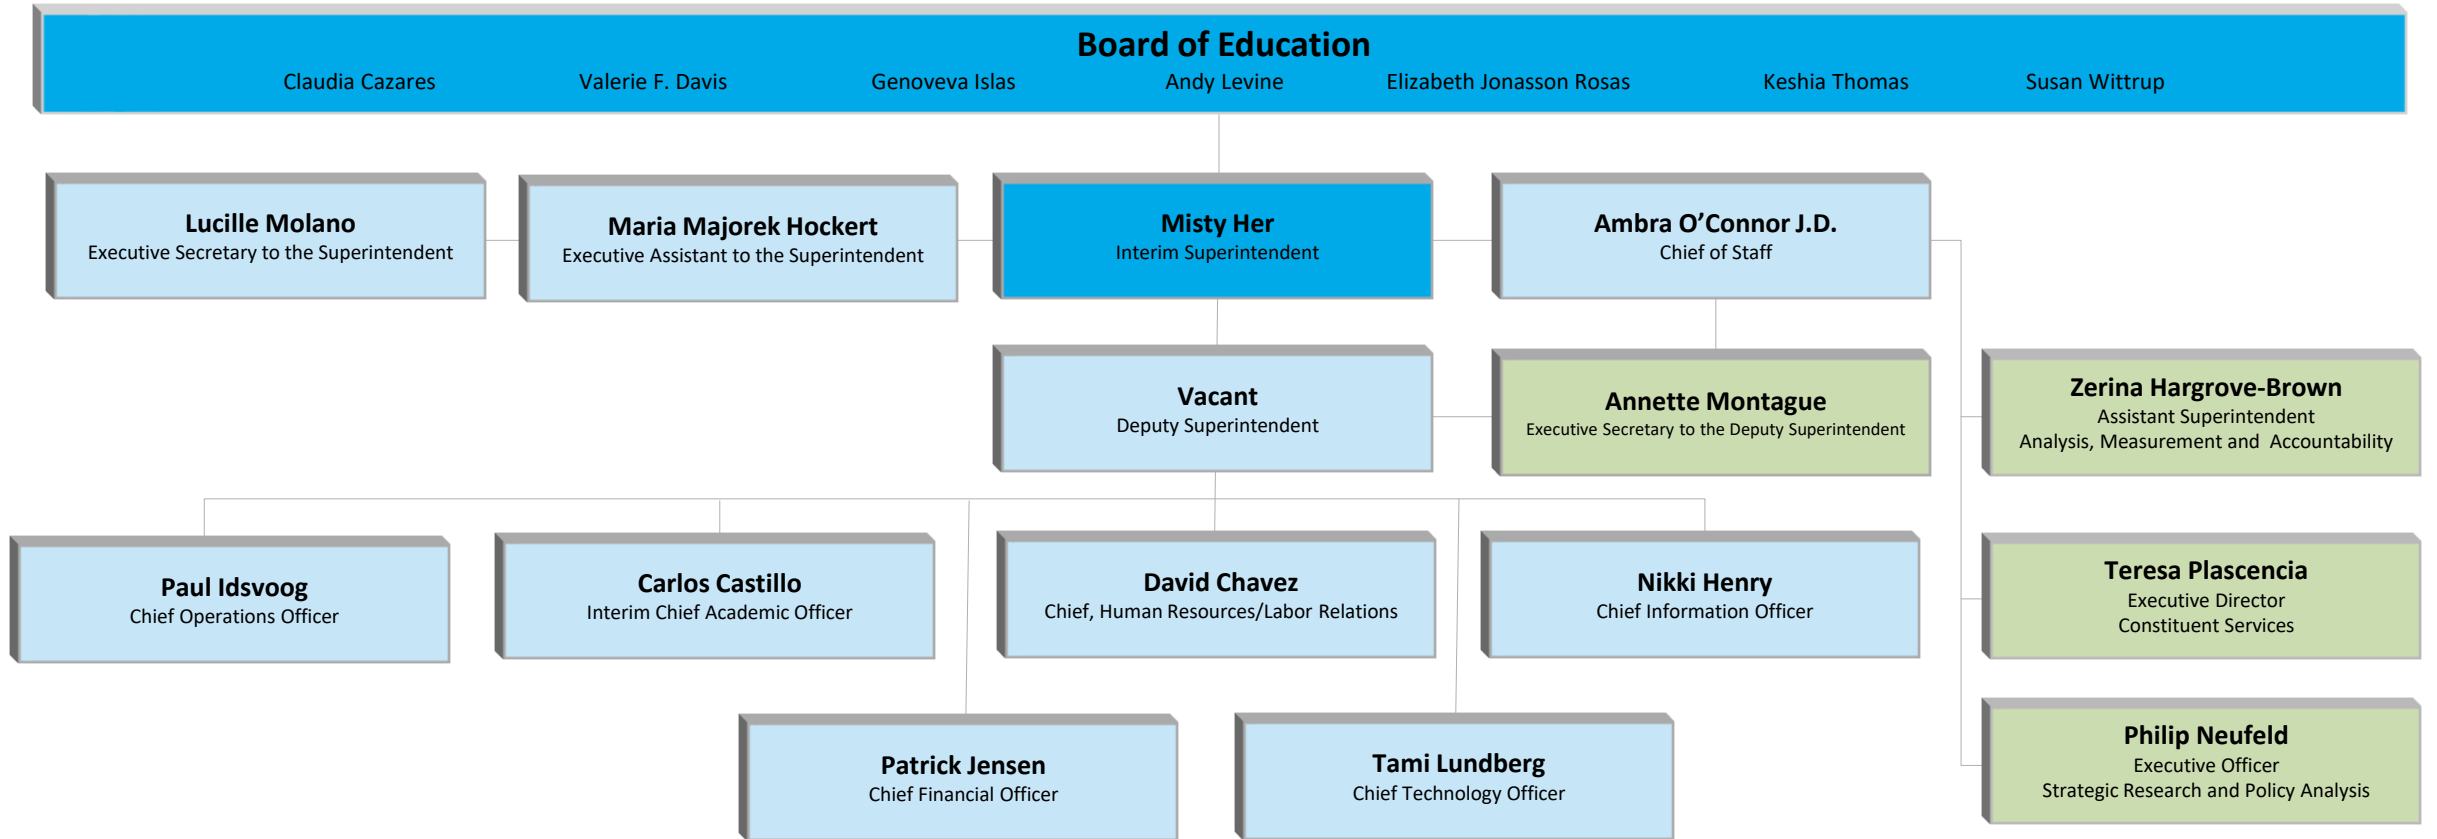 Board of Education
Claudia Cazares Valerie F. Davis Genoveva Islas Andy Levine Elizabeth Jonasson Rosas Keshia Thomas Susan Wittrup
Lucille Molano
Executive Secretary to the Superintendent
Maria Majorek Hockert
Executive Assistant to the Superintendent
Misty Her
Interim Superintendent
Ambra O’Connor J.D.
Chief of Staff
Vacant
Deputy Superintendent
Annette Montague
Executive Secretary to the Deputy Superintendent
Zerina Hargrove-Brown
Assistant Superintendent
Analysis, Measurement and Accountability
Paul Idsvoog
Chief Operations Officer
Carlos Castillo
Interim Chief Academic Officer
David Chavez
Chief, Human Resources/Labor Relations
Nikki Henry
Chief Information Officer
Teresa Plascencia
Executive Director
Constituent Services
Patrick Jensen
Chief Financial Officer
Tami Lundberg
Chief Technology Officer
Philip Neufeld
Executive Officer
Strategic Research and Policy Analysis